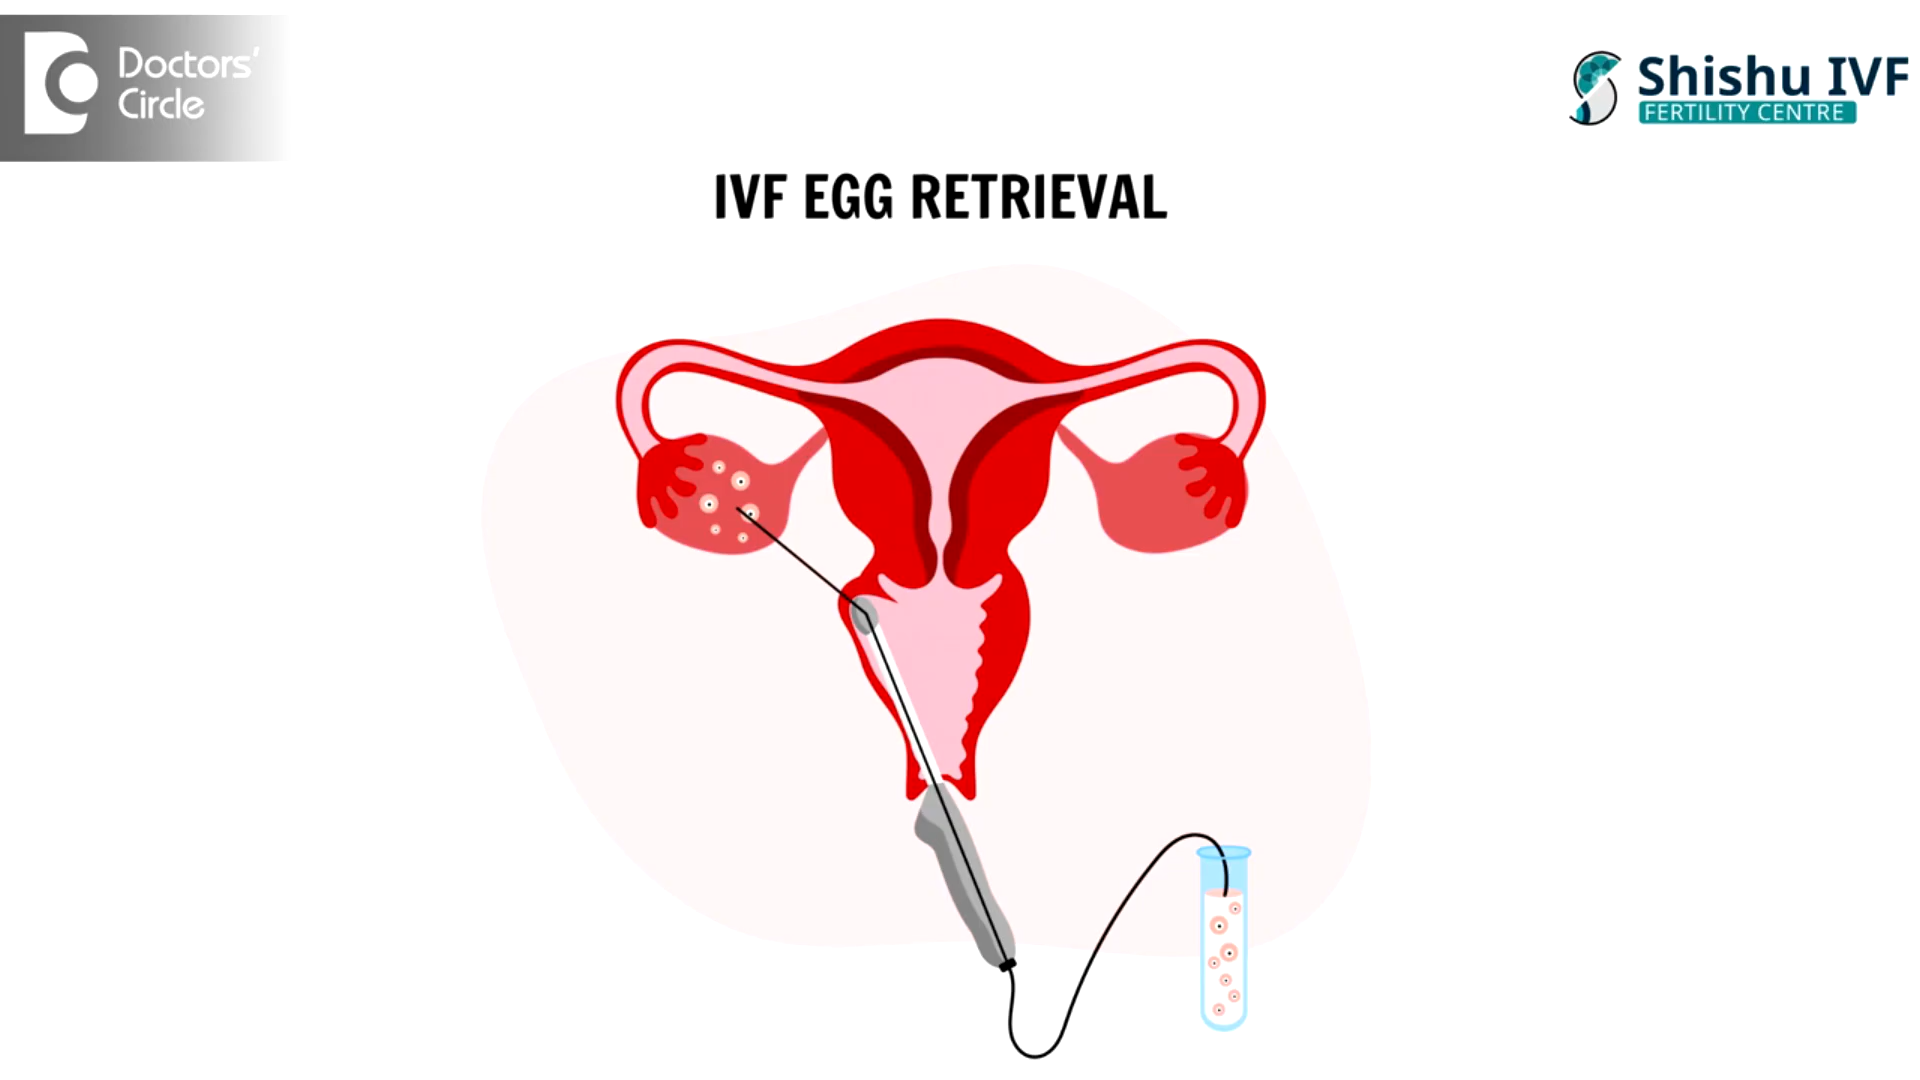 Doctors'
Circle
Shishu IVF
FERTILITY CENTRE
IVF EGG RETRIEVAL